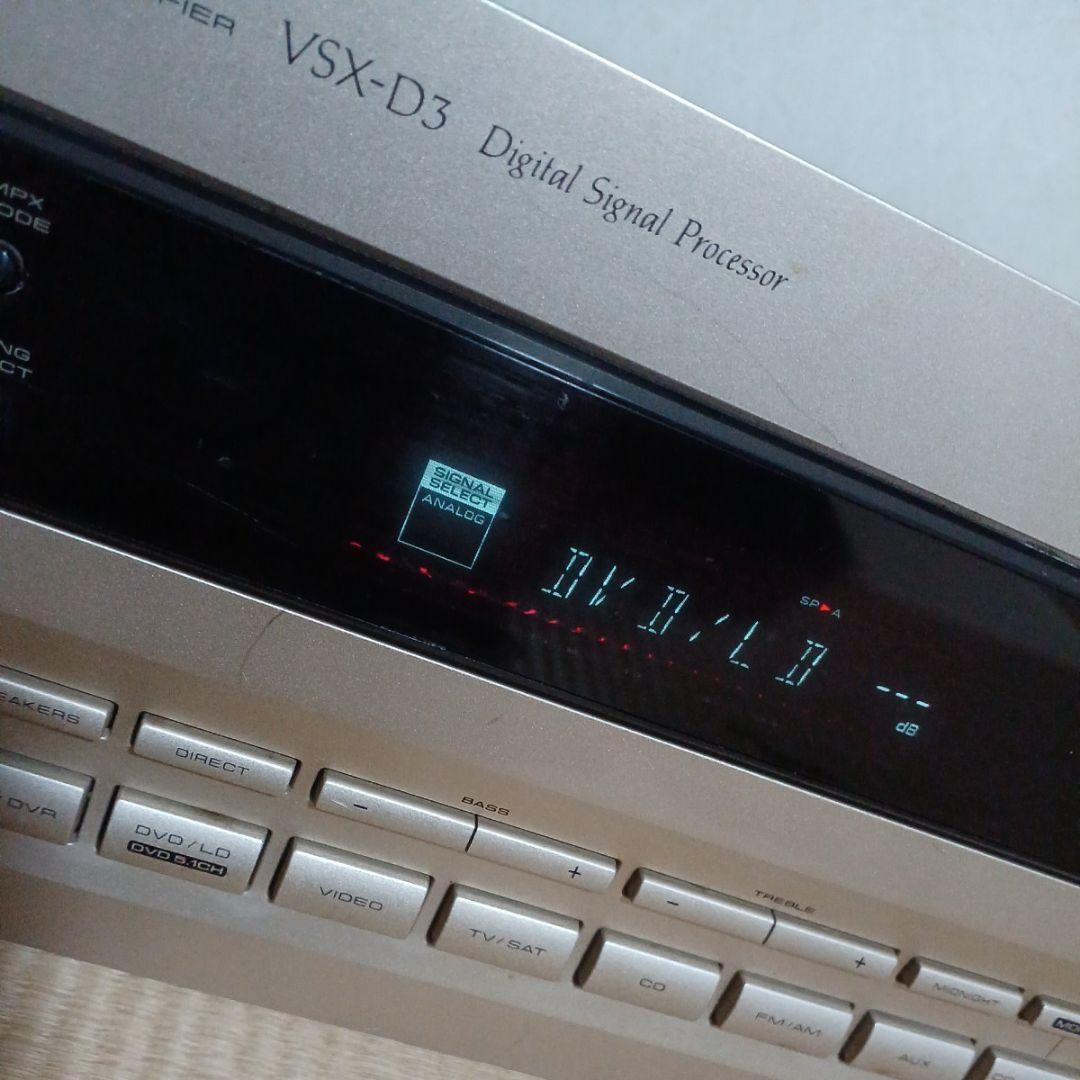 VSX-D3 Digital Signal Processor
SIGNAL
SELECT
ANALOG
SP▶A
DVD/LD ---
dB
DIRECT
BASS
-
+
TREBLE
-
+
MIDNIGHT
DVR
DVD/LD
DVD 5.1CH
VIDEO
TV/SAT
CD
FM/AM
AUX